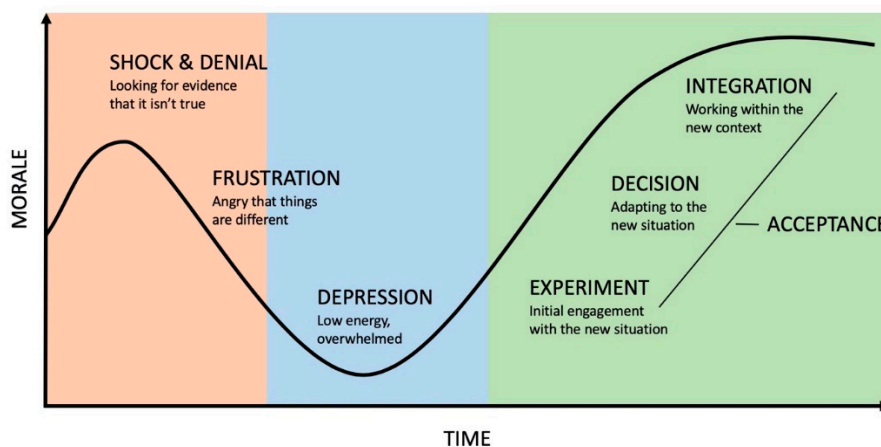 SHOCK & DENIAL
Looking for evidence
that it isn't true
FRUSTRATION
Angry that things
are different
DEPRESSION
Low energy,
overwhelmed
INTEGRATION
Working within the
new context
DECISION
Adapting to the
new situation
ACCEPTANCE
EXPERIMENT
Initial engagement
with the new situation
MORALE
TIME